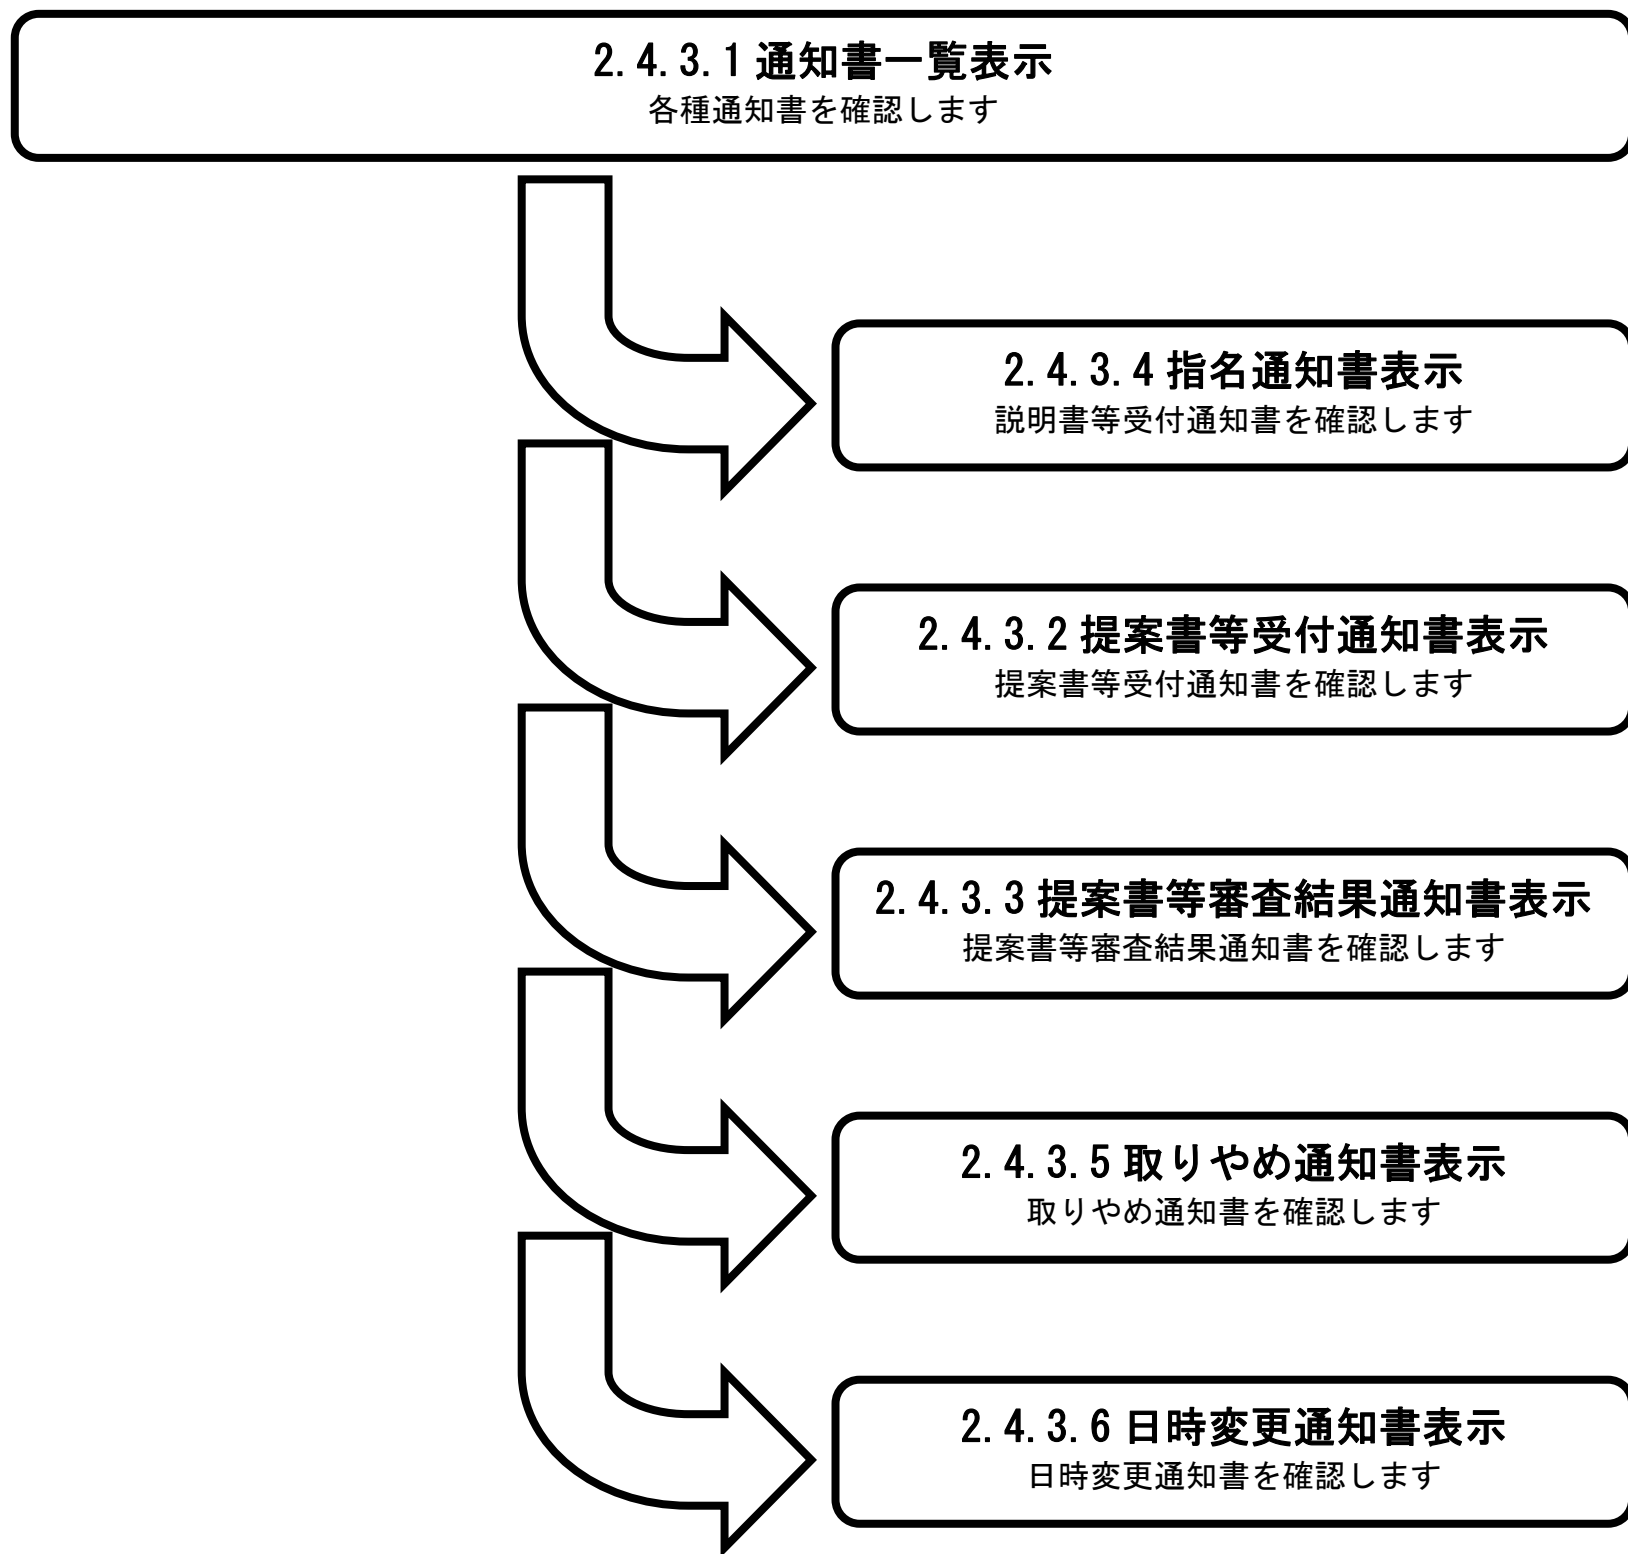 2.4.3.1 通知書一覧表示
各種通知書を確認します
2.4.3.4 指名通知書表示
説明書等受付通知書を確認します
2.4.3.2 提案書等受付通知書表示
提案書等受付通知書を確認します
2.4.3.3 提案書等審査結果通知書表示
提案書等審査結果通知書を確認します
2.4.3.5 取りやめ通知書表示
取りやめ通知書を確認します
2.4.3.6 日時変更通知書表示
日時変更通知書を確認します